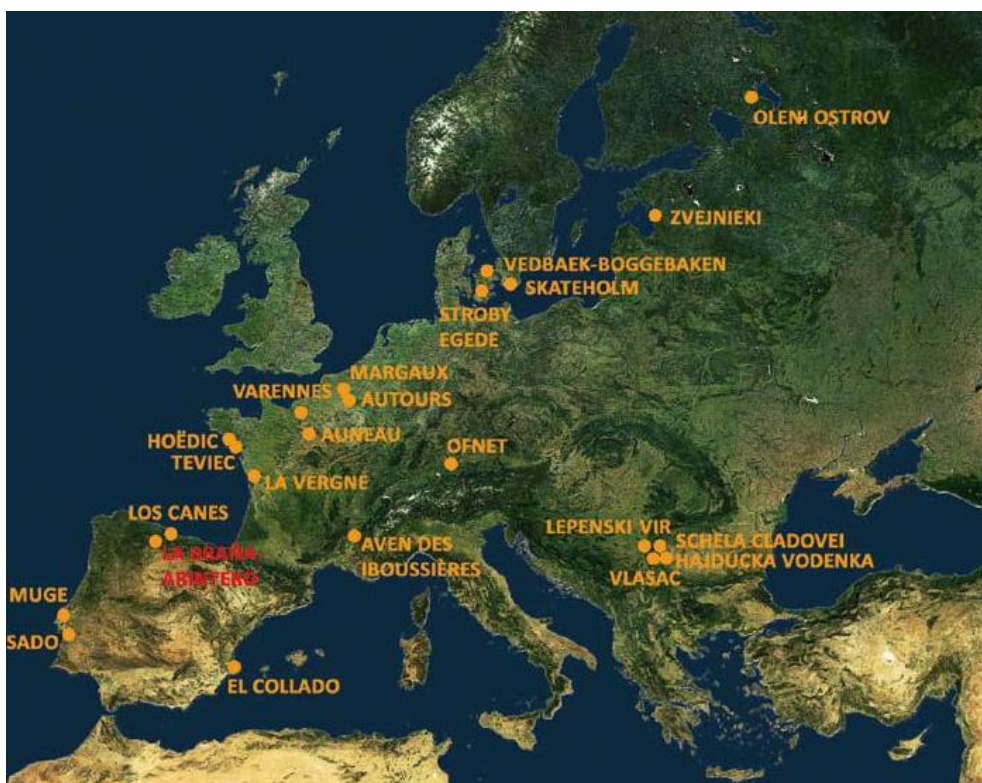 OLENI OSTROV
ZVEJNIEKI
VEDBAEK-BOGGEBAKEN
SKATEHOLM
STROBY
EGEDE
MARGAUX
VARENNES
AUTOURS
AUNEAU
HOËDIC
TEVIEC
OFNET
LA VERGNE
LOS CANES
LA BRAÑA-
ARINTERO
AVEN DES
IBOUSSIÈRES
LEPENSKI VIR
SCHELA CLADOVEI
HAJDUCKA VODENKA
VLASAC
MUGE
SADO
EL COLLADO